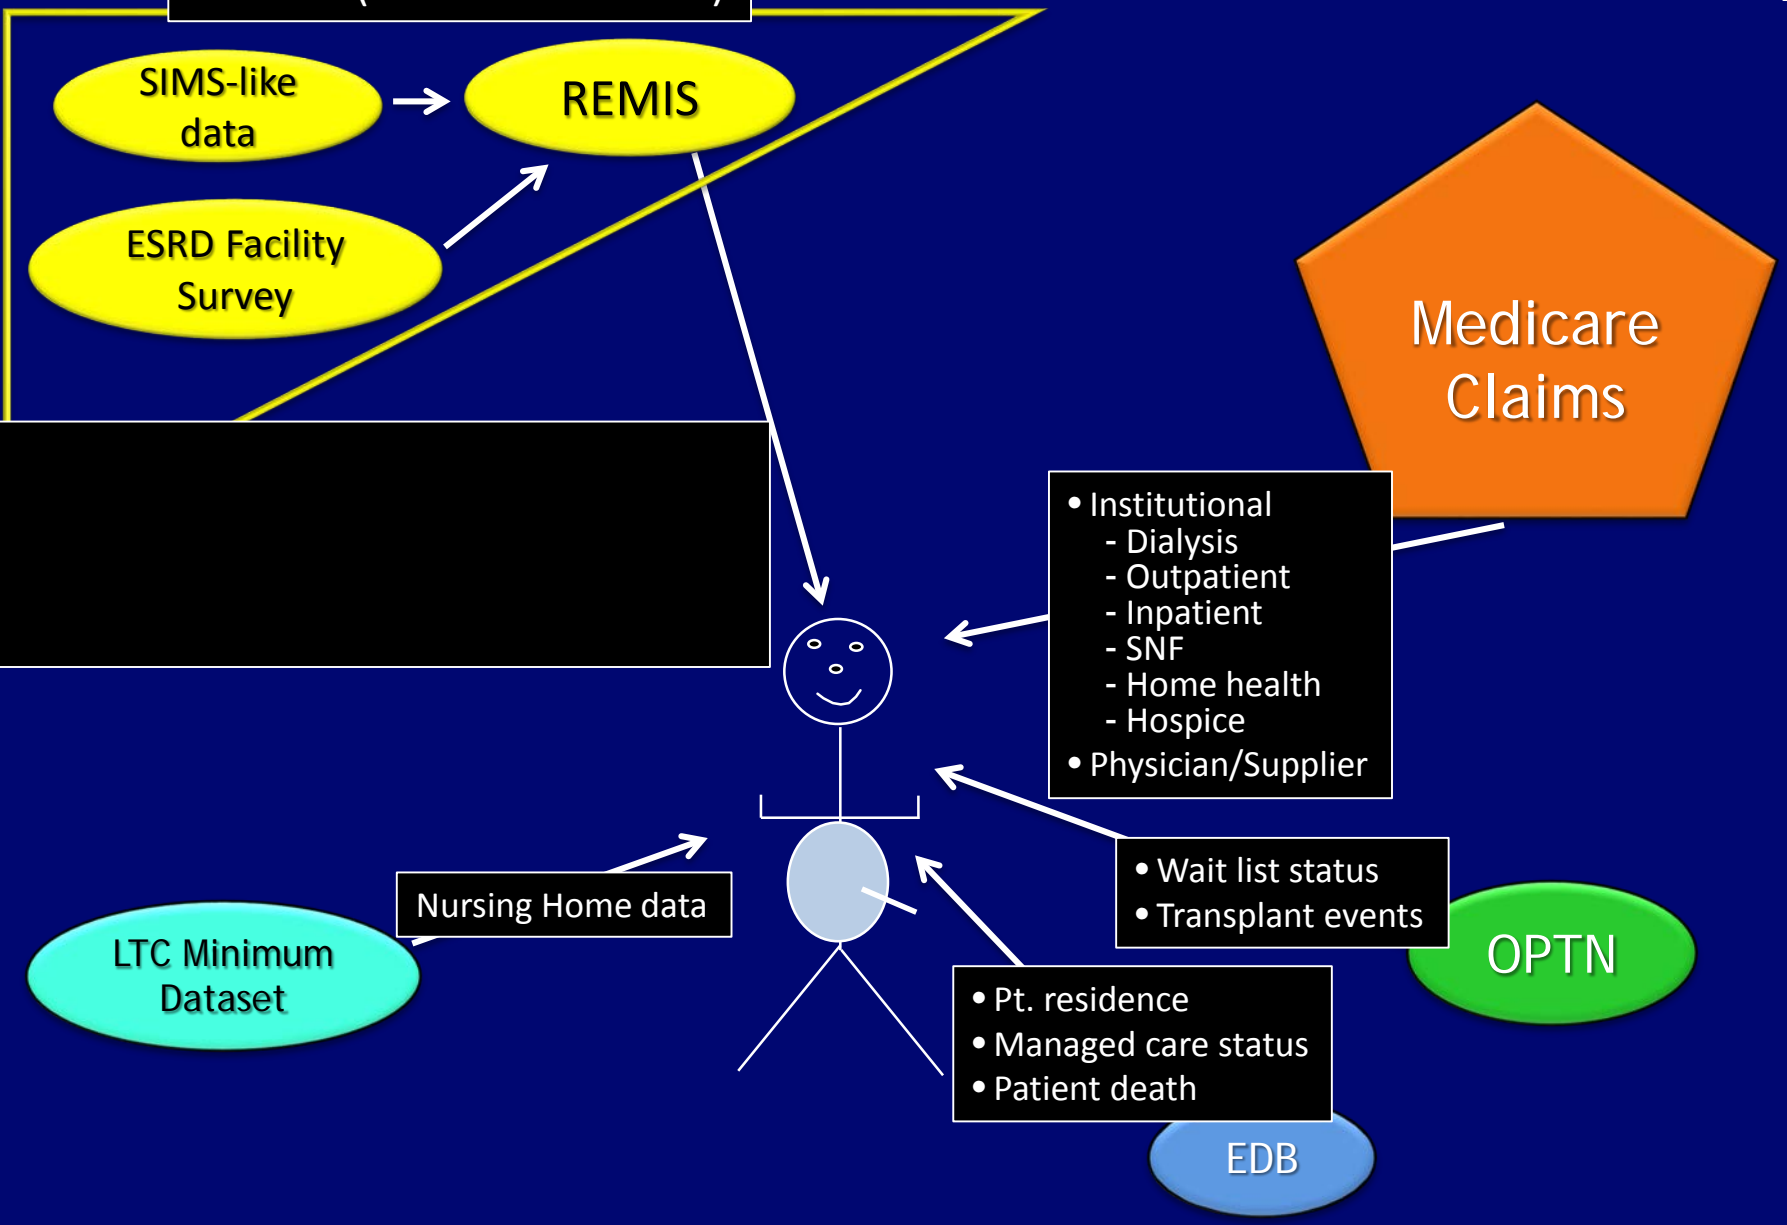 SIMS-like
data
REMIS
ESRD Facility
Survey
Medicare
Claims
• Institutional
- Dialysis
- Outpatient
- Inpatient
- SNF
- Home health
- Hospice
• Physician/Supplier
• Wait list status
• Transplant events
OPTN
Nursing Home data
LTC Minimum
Dataset
• Pt. residence
• Managed care status
• Patient death
EDB